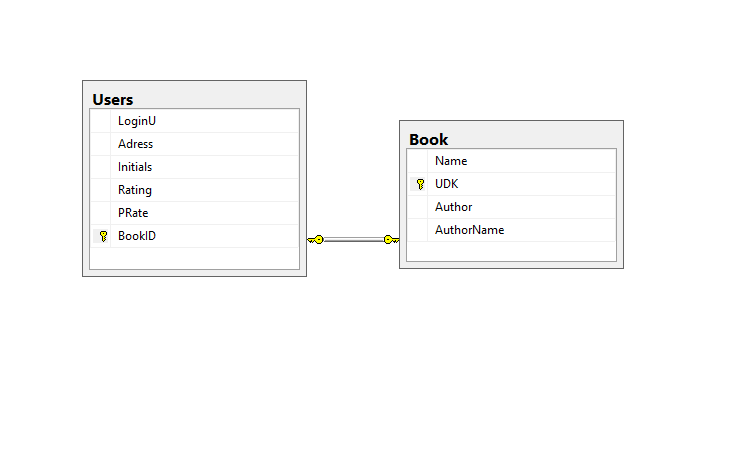 Users
LoginU
Adress
Initials
Rating
PRate
BookID
Book
Name
UDK
Author
AuthorName